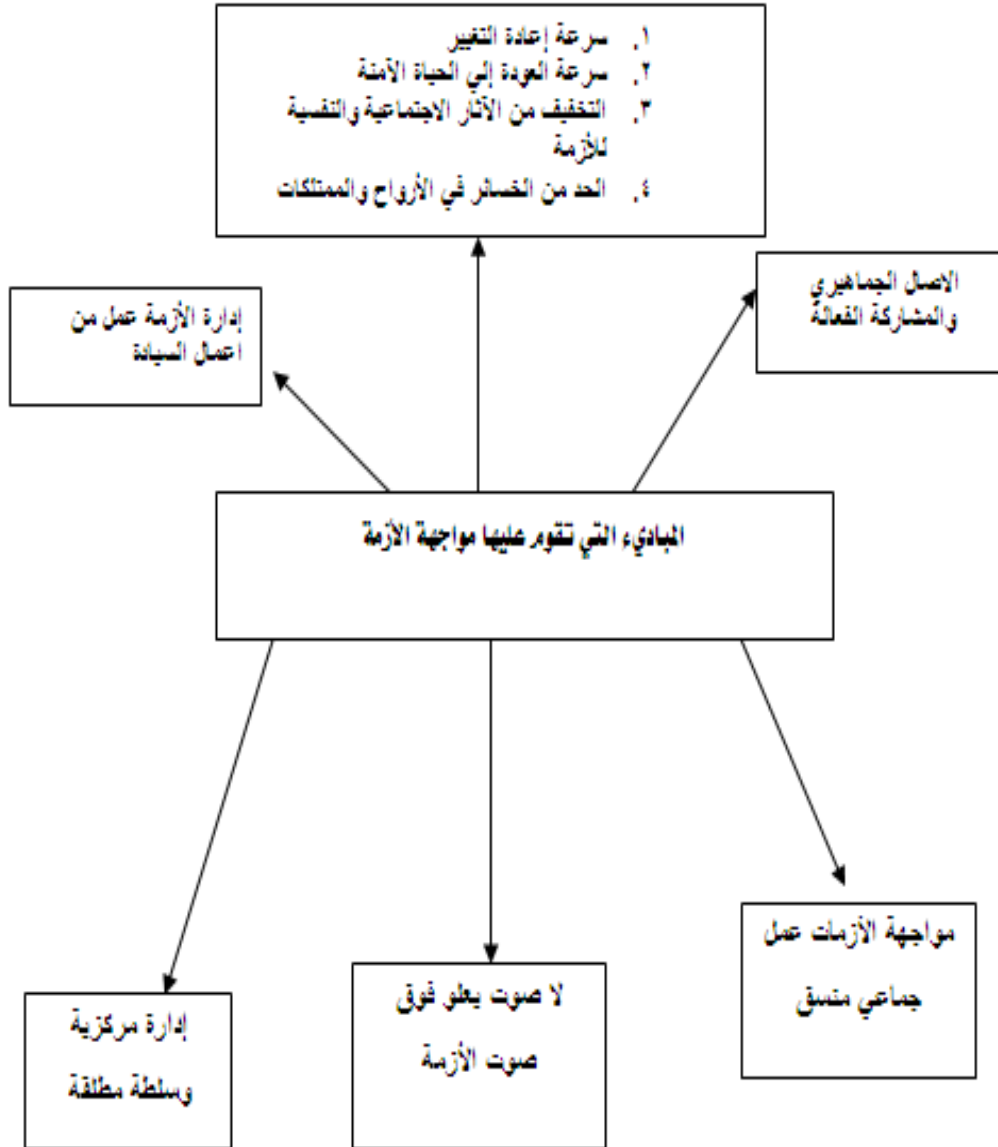 ١. سرعة إعادة التغيير
٢. سرعة العودة إلي الحياة الآمنة
٣. التخفيف من الآثار الاجتماعية والنفسية
للأزمة
٤. الحد من الخسائر في الأرواح والممتلكات
الاصال الجماهيري
والمشاركة الفعالة
إدارة الأزمة عمل من
اعمال السيادة
المباديء التي تقوم عليها مواجهة الأزمة
مواجهة الأزمات عمل
جماعي منسق
لا صوت يعلو فوق
صوت الأزمة
إدارة مركزية
وسلطة مطلقة